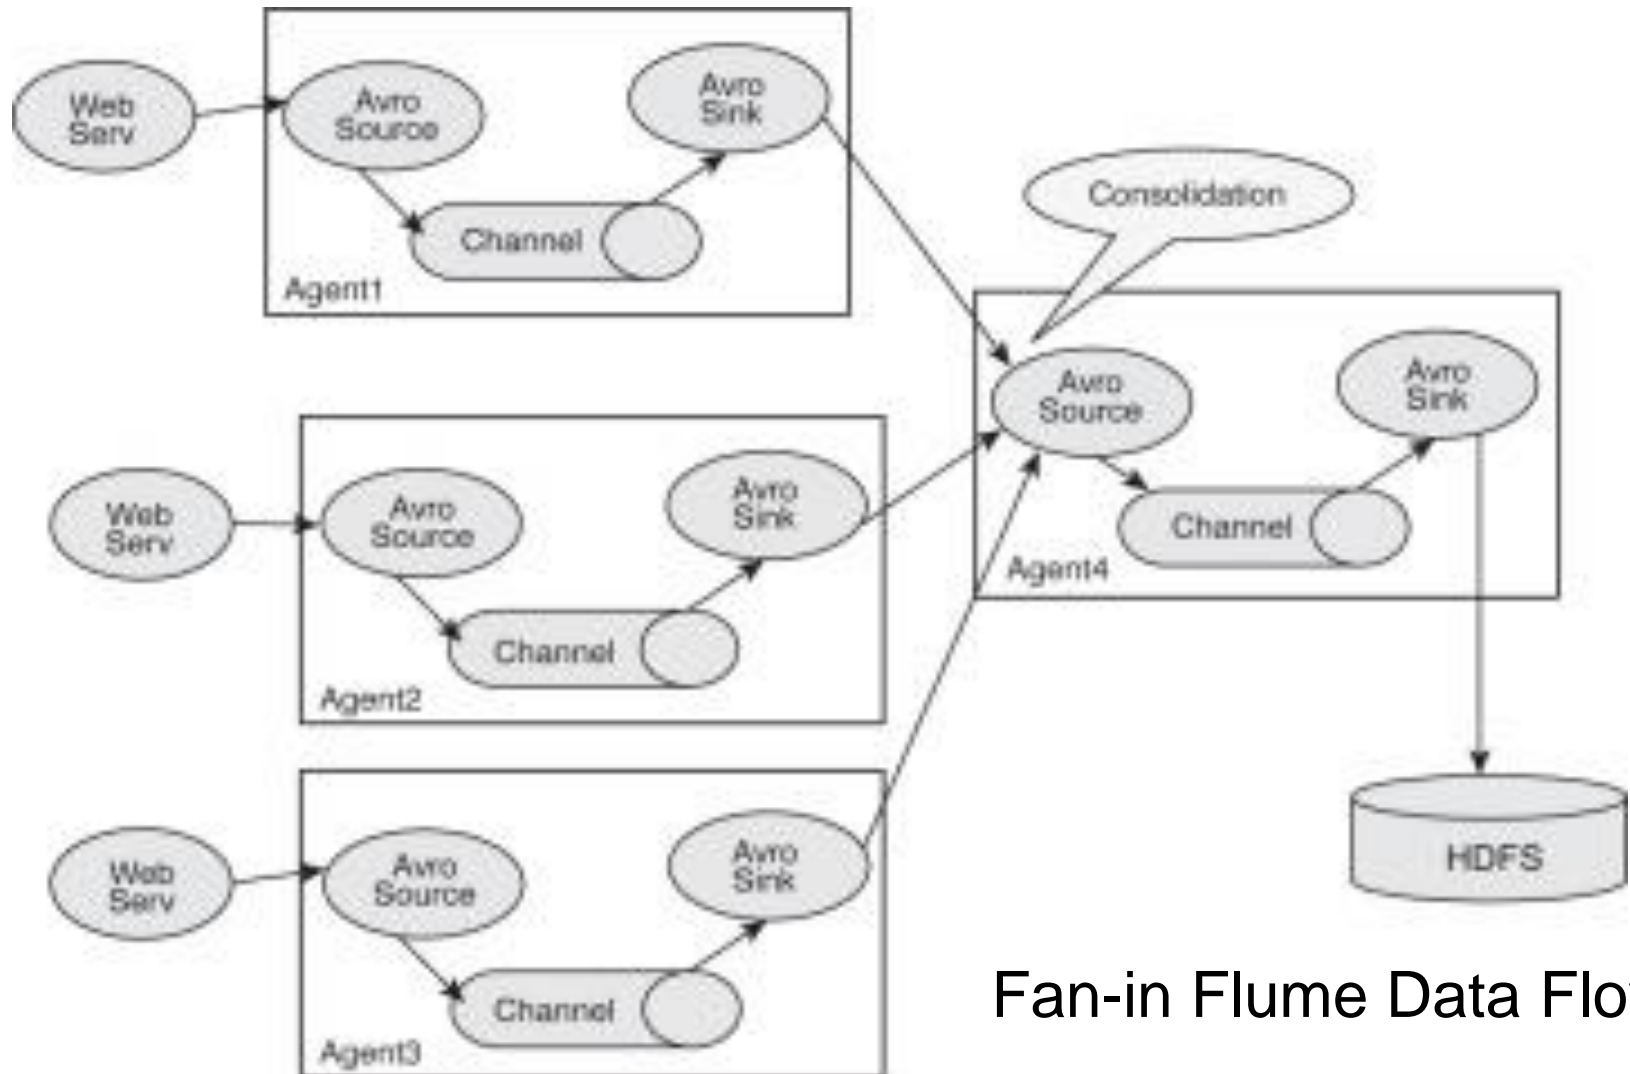 Web
Serv
Avro
Source
Avro
Sink
Channel
Agent1
Consolidation
Web
Serv
Avro
Source
Avro
Sink
Channel
Agent2
Avro
Source
Avro
Sink
Channel
Agent4
Web
Serv
Avro
Source
Avro
Sink
Channel
Agent3
HDFS
Fan-in Flume Data Flo